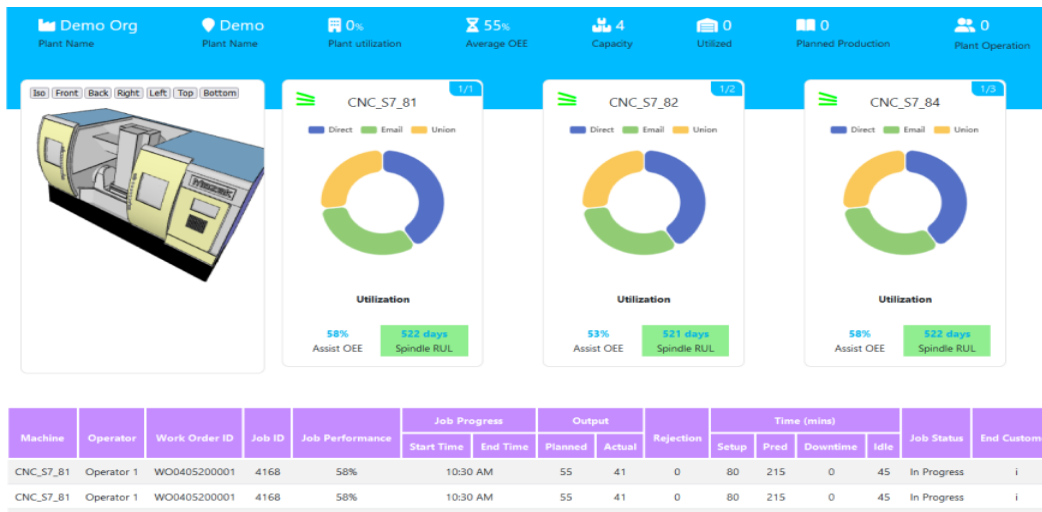 Demo Org
Plant Name
Demo
Plant Name
0%
Plant utilization
55%
Average OEE
4
Capacity
0
Utilized
0
Planned Production
0
Plant Operation
Iso Front Back Right Left Top Bottom
Mazak
1/1
CNC_S7_81
Direct Email Union
Utilization
58% 522 days
Assist OEE Spindle RUL
1/2
CNC_S7_82
Direct Email Union
Utilization
53% 521 days
Assist OEE Spindle RUL
1/3
CNC_S7_84
Direct Email Union
Utilization
58% 522 days
Assist OEE Spindle RUL
Job Progress Output Time (mins)
Machine Operator Work Order ID Job ID Job Performance Rejection Job Status End Custom
Start Time End Time Planned Actual Setup Pred Downtime Idle
CNC_S7_81 Operator 1 WO0405200001 4168 58% 10:30 AM 55 41 0 80 215 0 45 In Progress i
CNC_S7_81 Operator 1 WO0405200001 4168 58% 10:30 AM 55 41 0 80 215 0 45 In Progress i